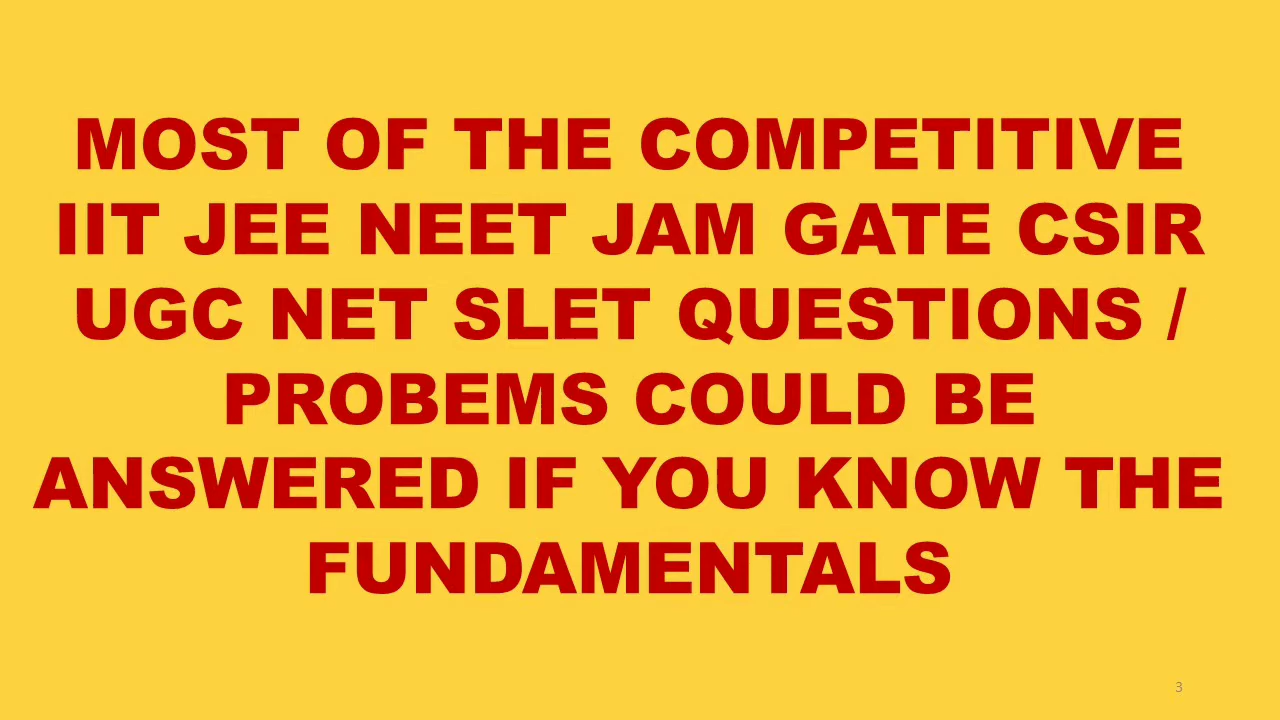 MOST OF THE COMPETITIVE
IIT JEE NEET JAM GATE CSIR
UGC NET SLET QUESTIONS /
PROBEMS COULD BE
ANSWERED IF YOU KNOW THE
FUNDAMENTALS
3